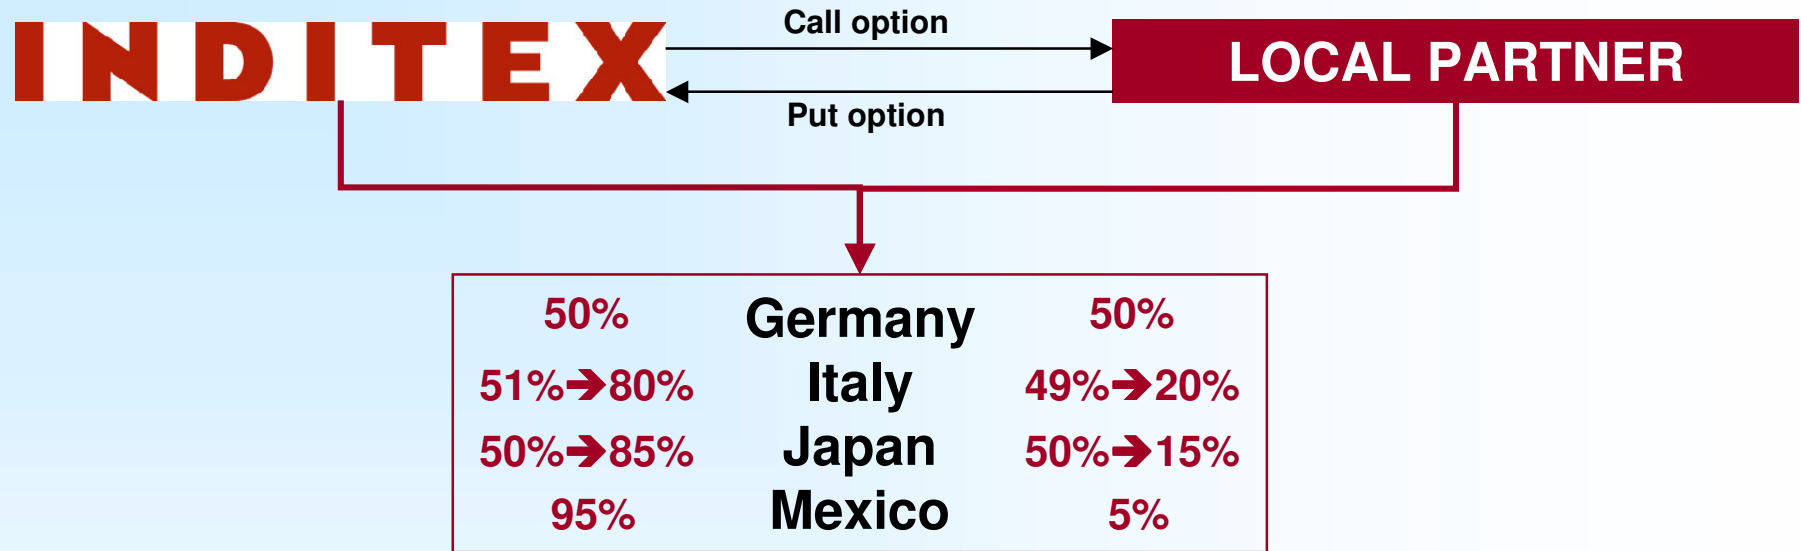 INDITEX
Call option
LOCAL PARTNER
Put option
50% Germany 50%
51%➔80% Italy 49%➔20%
50%➔85% Japan 50%➔15%
95% Mexico 5%